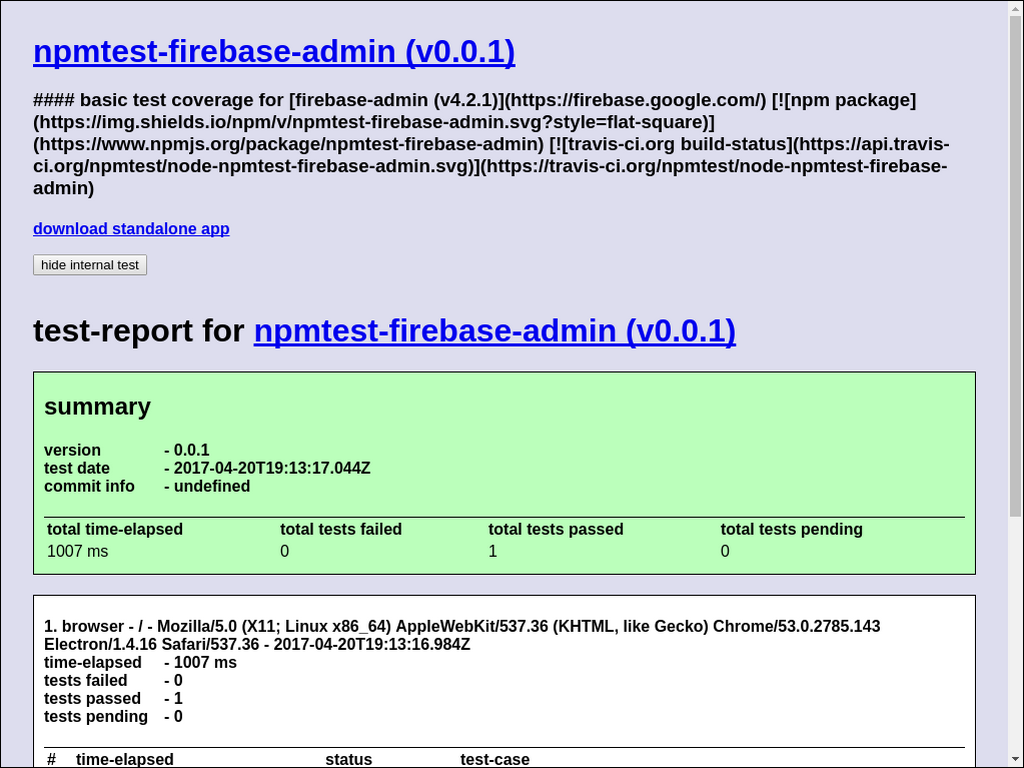 npmtest-firebase-admin (v0.0.1)
#### basic test coverage for [firebase-admin (v4.2.1)](https://firebase.google.com/) [![npm package]
(https://img.shields.io/npm/v/npmtest-firebase-admin.svg?style=flat-square)]
(https://www.npmjs.org/package/npmtest-firebase-admin) [![travis-ci.org build-status](https://api.travis-
ci.org/npmtest/node-npmtest-firebase-admin.svg)](https://travis-ci.org/npmtest/node-npmtest-firebase-
admin)
download standalone app
hide internal test
test-report for npmtest-firebase-admin (v0.0.1)
summary
version - 0.0.1
test date - 2017-04-20T19:13:17.044Z
commit info - undefined
total time-elapsed total tests failed total tests passed total tests pending
1007 ms 0 1 0
1. browser - / - Mozilla/5.0 (X11; Linux x86_64) AppleWebKit/537.36 (KHTML, like Gecko) Chrome/53.0.2785.143
Electron/1.4.16 Safari/537.36 - 2017-04-20T19:13:16.984Z
time-elapsed - 1007 ms
tests failed - 0
tests passed - 1
tests pending - 0
# time-elapsed status test-case